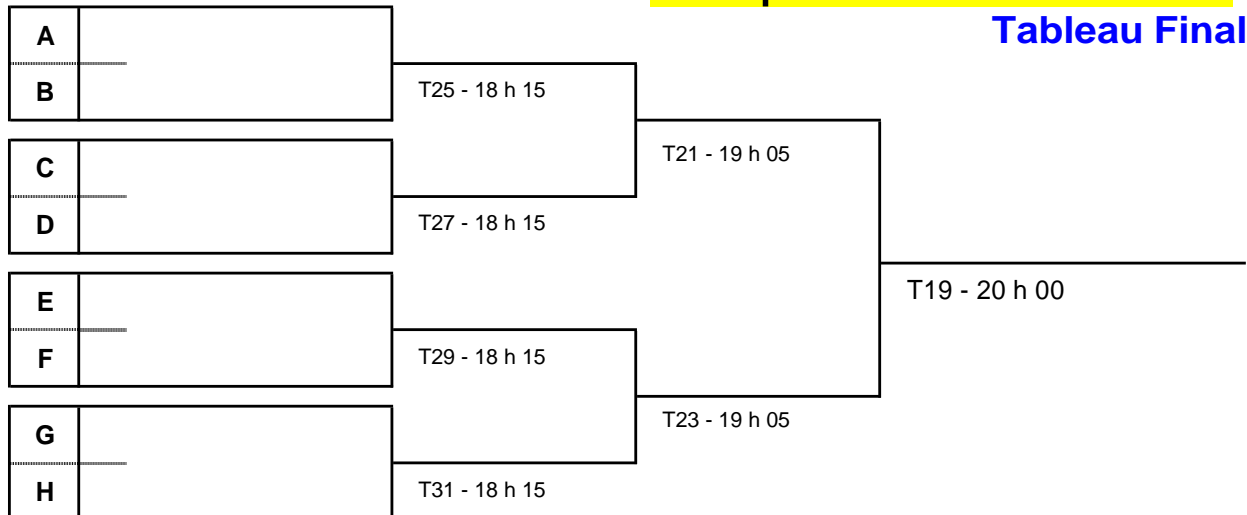 Tableau Final
A
B
T25 - 18 h 15
T21 - 19 h 05
C
D
T27 - 18 h 15
T19 - 20 h 00
E
F
T29 - 18 h 15
T23 - 19 h 05
G
H
T31 - 18 h 15